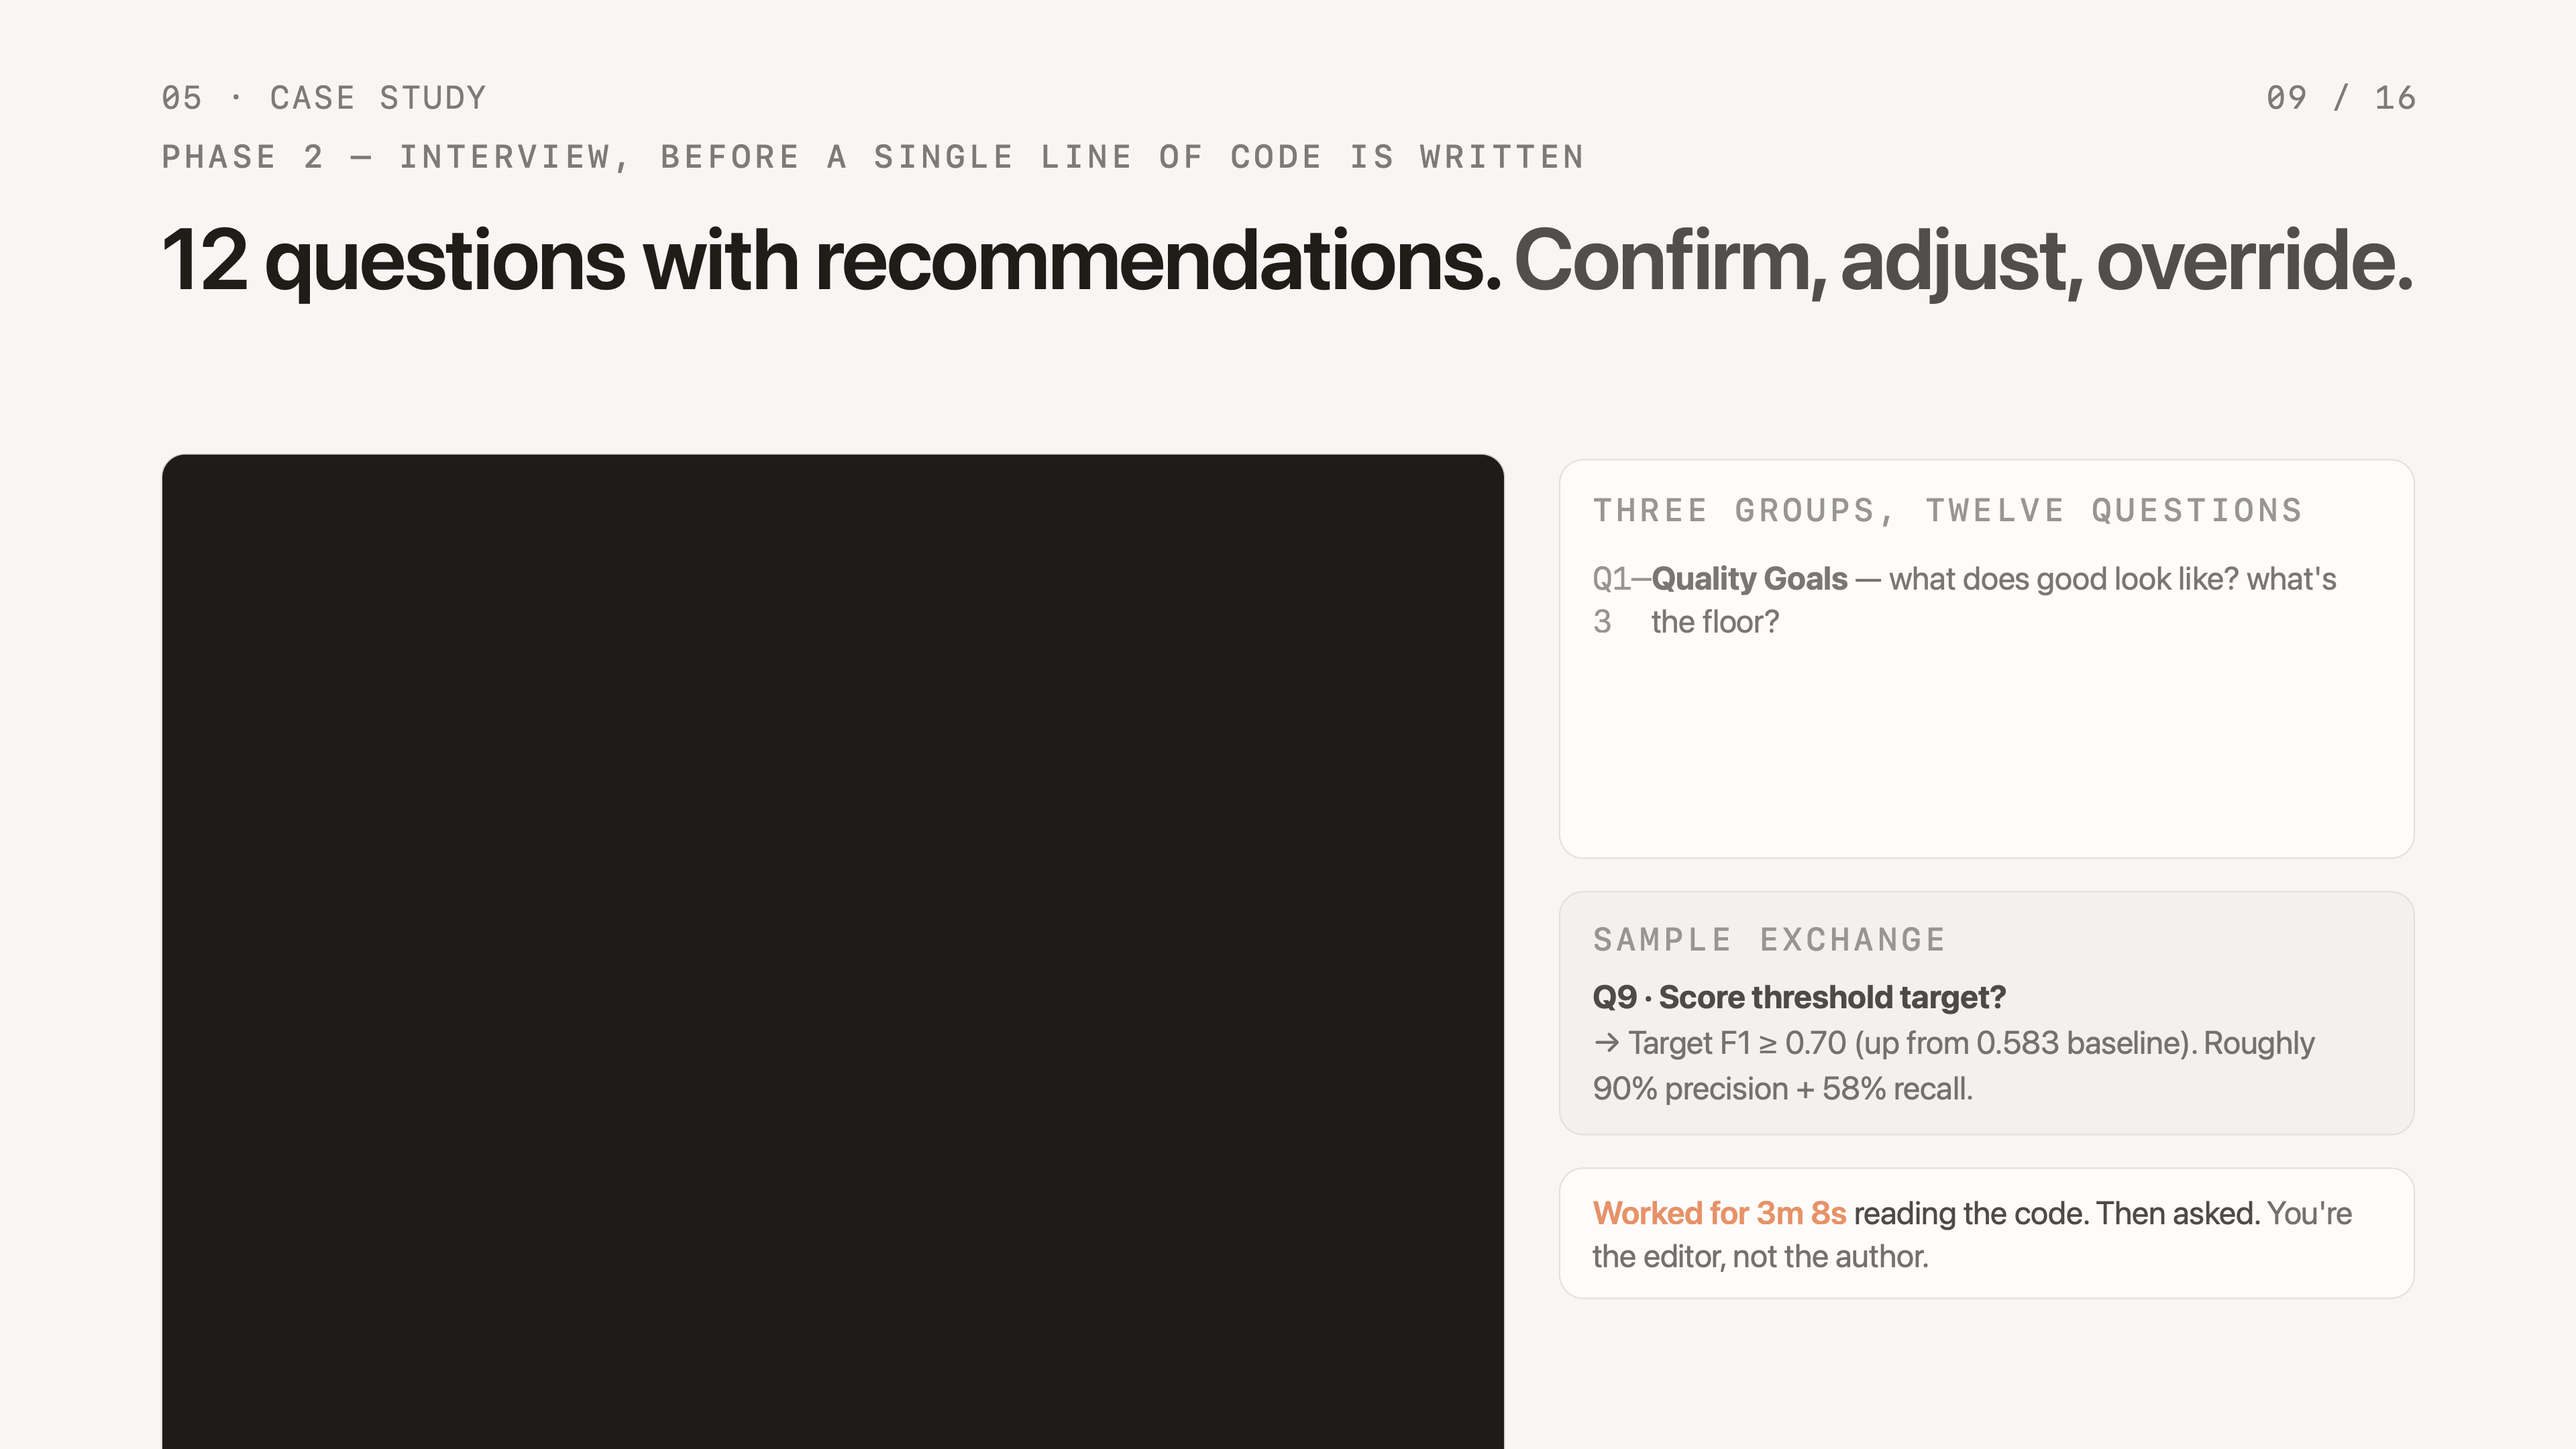 05 · CASE STUDY
09 / 16
PHASE 2 — INTERVIEW, BEFORE A SINGLE LINE OF CODE IS WRITTEN
12 questions with recommendations. Confirm, adjust, override.
THREE GROUPS, TWELVE QUESTIONS
Q1—Quality Goals — what does good look like? what's
3 the floor?
SAMPLE EXCHANGE
Q9 · Score threshold target?
→ Target F1 ≥ 0.70 (up from 0.583 baseline). Roughly
90% precision + 58% recall.
Worked for 3m 8s reading the code. Then asked. You're
the editor, not the author.